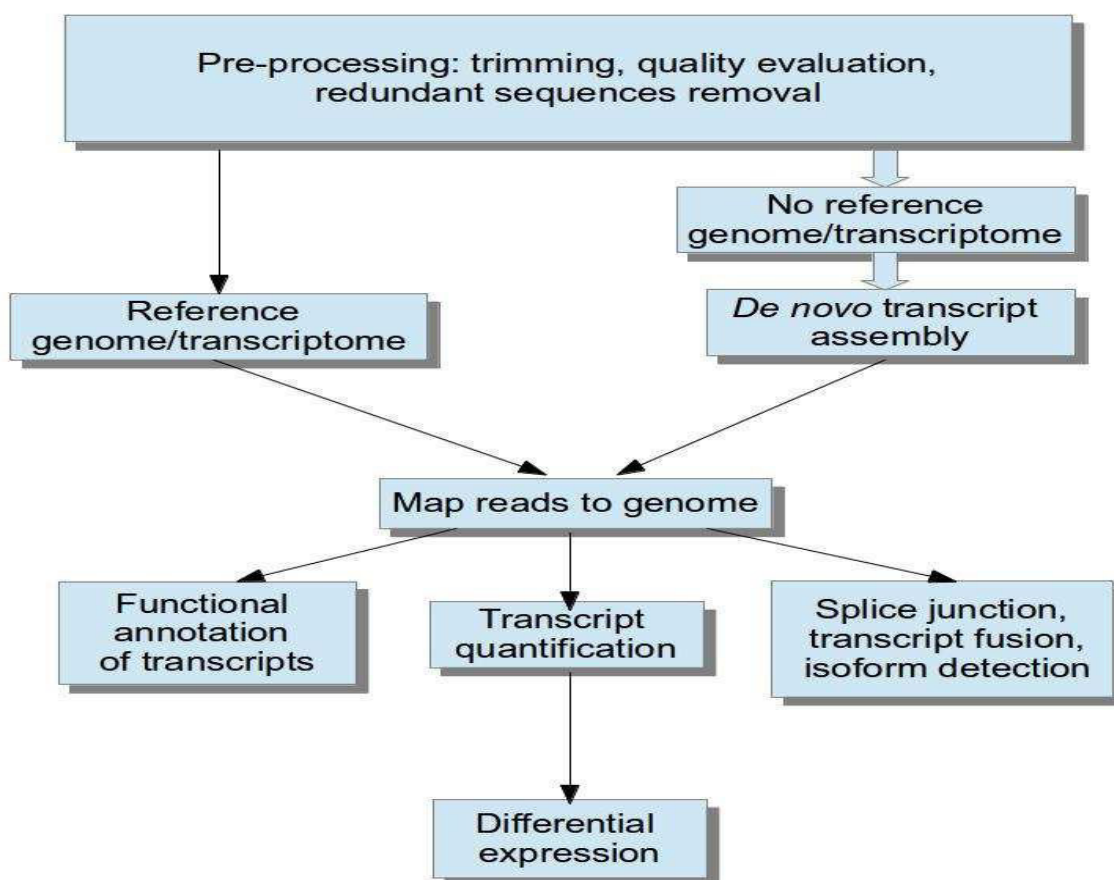 Pre-processing: trimming, quality evaluation,
redundant sequences removal
No reference
genome/transcriptome
Reference
genome/transcriptome
De novo transcript
assembly
Map reads to genome
Functional
annotation
of transcripts
Transcript
quantification
Splice junction,
transcript fusion,
isoform detection
Differential
expression